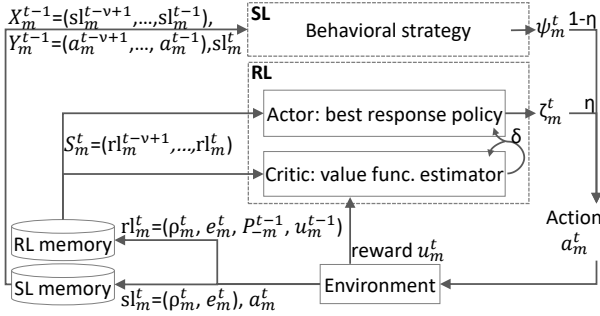 X_m^{t-1}=(sl_m^{t-ν+1},...,sl_m^{t-1}),
Y_m^{t-1}=(a_m^{t-ν+1},..., a_m^{t-1}),sl_m^t
SL
Behavioral strategy
ψ_m^t 1-η
RL
Actor: best response policy
ζ_m^t η
δ
S_m^t=(rl_m^{t-ν+1},...,rl_m^t)
Critic: value func. estimator
Action
a_m^t
rl_m^t=(ρ_m^t, e_m^t, P_{-m}^{t-1}, u_m^{t-1})
RL memory
reward u_m^t
SL memory
Environment
sl_m^t=(ρ_m^t, e_m^t), a_m^t